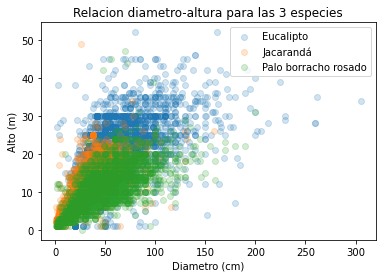 Relacion diametro-altura para las 3 especies
Eucalipto
Jacarandá
Palo borracho rosado
Alto (m)
50
40
30
20
10
0
0 50 100 150 200 250 300
Diametro (cm)